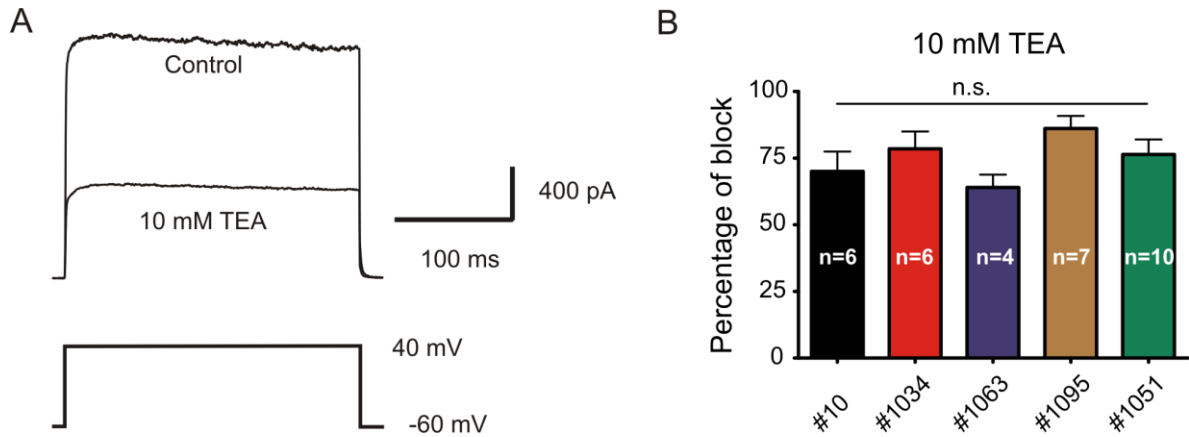 A
Control
10 mM TEA
400 pA
100 ms
40 mV
-60 mV
B
10 mM TEA
n.s.
Percentage of block
100
75
50
25
0
n=6
n=6
n=4
n=7
n=10
#10
#1034
#1063
#1095
#1051